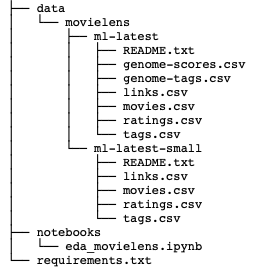 ├── data
│   └── movielens
│       ├── ml-latest
│       │   ├── README.txt
│       │   ├── genome-scores.csv
│       │   ├── genome-tags.csv
│       │   ├── links.csv
│       │   ├── movies.csv
│       │   ├── ratings.csv
│       │   └── tags.csv
│       └── ml-latest-small
│           ├── README.txt
│           ├── links.csv
│           ├── movies.csv
│           ├── ratings.csv
│           └── tags.csv
├── notebooks
│   └── eda_movielens.ipynb
└── requirements.txt